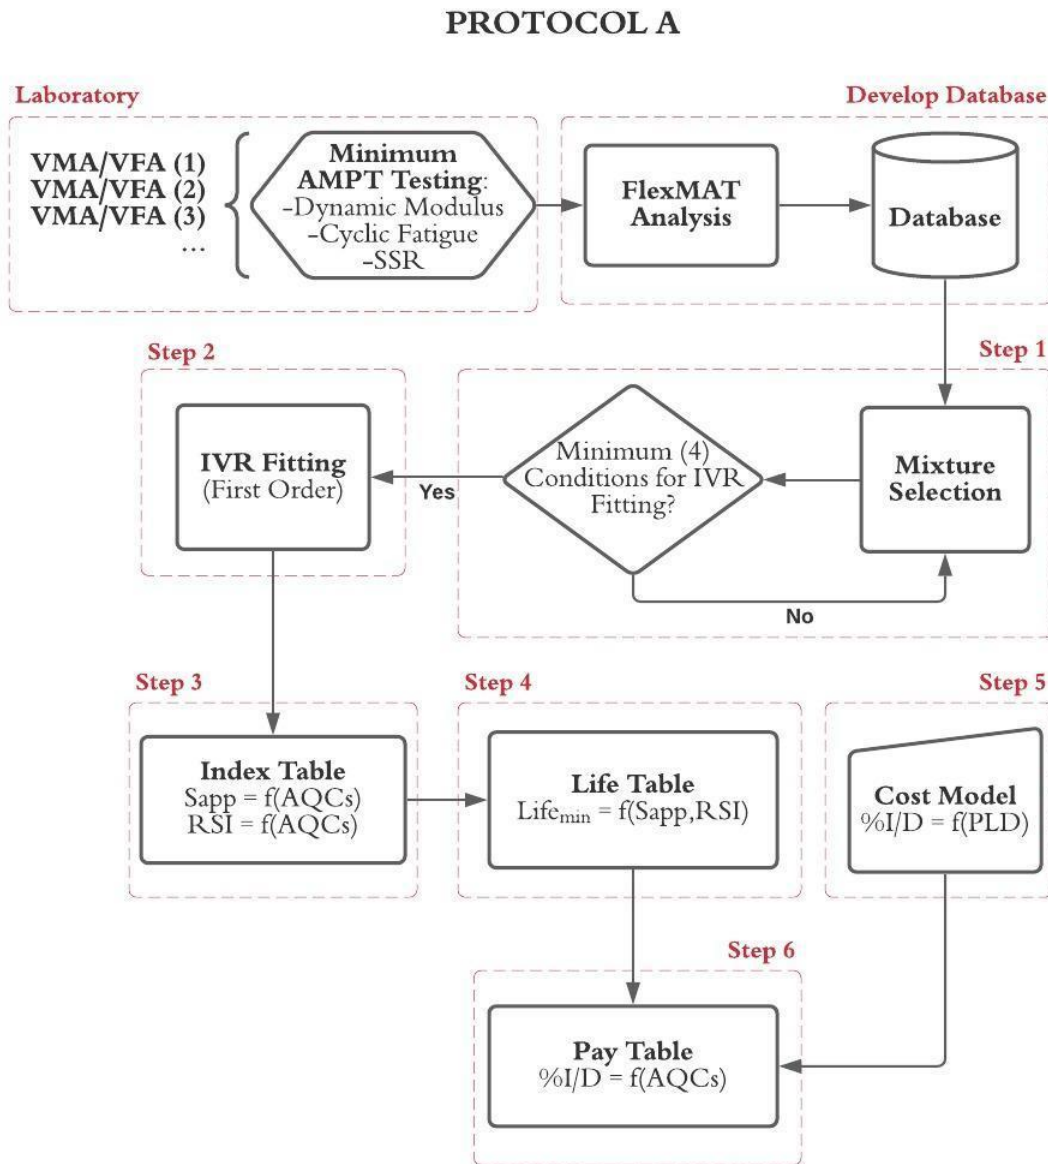 PROTOCOL A
Laboratory
Develop Database
VMA/VFA (1)
VMA/VFA (2)
VMA/VFA (3)
...
Minimum
AMPT Testing:
-Dynamic Modulus
-Cyclic Fatigue
-SSR
FlexMAT
Analysis
Database
Step 2
Step 1
IVR Fitting
(First Order)
Yes
Minimum (4)
Conditions for IVR
Fitting?
Mixture
Selection
No
Step 3
Step 4
Step 5
Index Table
Sapp = f(AQCs)
RSI = f(AQCs)
Life Table
Lifemin = f(Sapp,RSI)
Cost Model
%I/D = f(PLD)
Step 6
Pay Table
%I/D = f(AQCs)